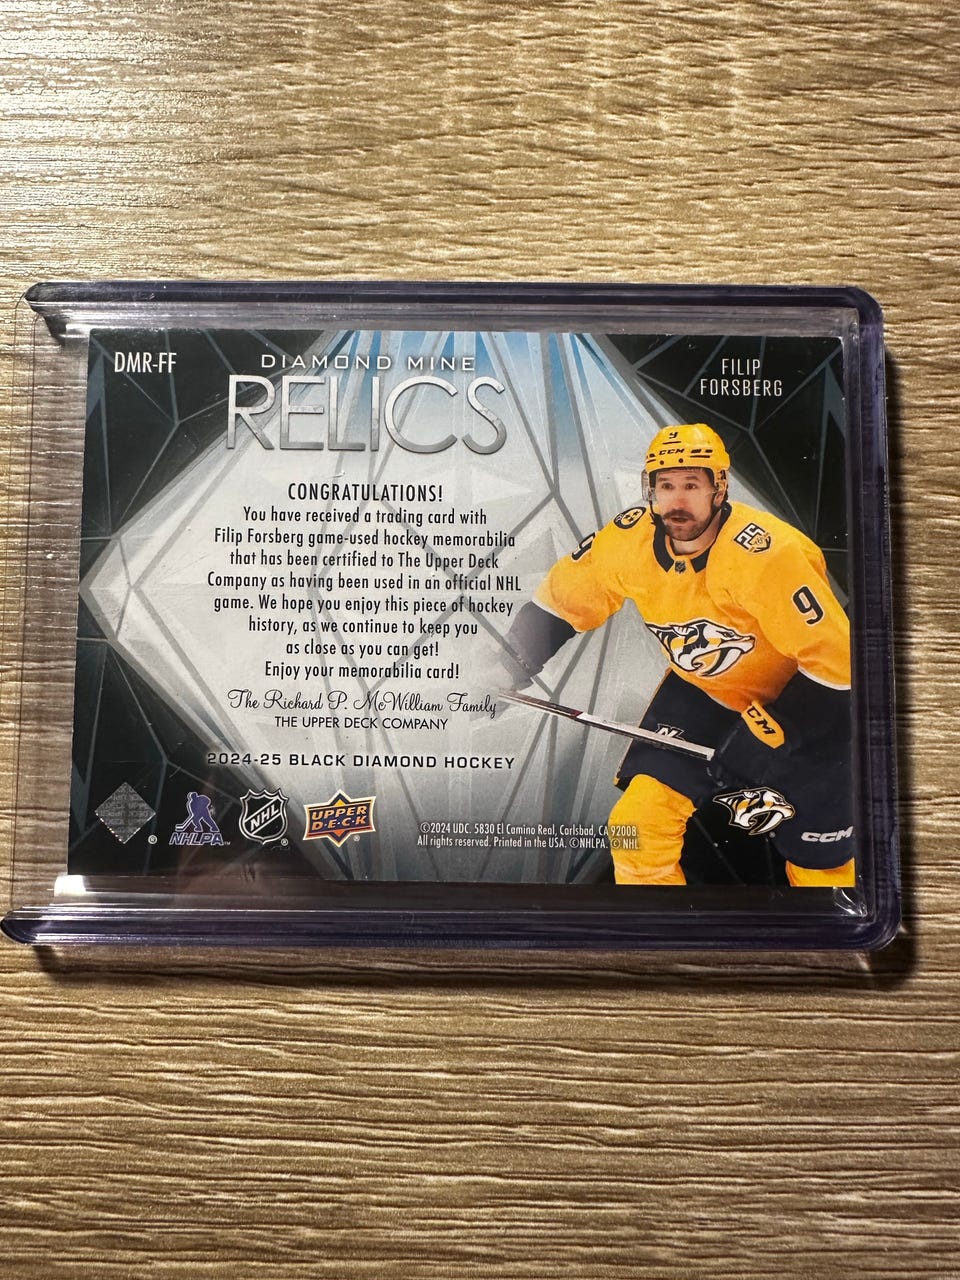 DMR-FF
DIAMOND MINE
RELICS
FILIP
FORSBERG
CONGRATULATIONS!
You have received a trading card with
Filip Forsberg game-used hockey memorabilia
that has been certified to The Upper Deck
Company as having been used in an official NHL
game. We hope you enjoy this piece of hockey
history, as we continue to keep you
as close as you can get!
Enjoy your memorabilia card!
The Richard P. McWilliam Family
THE UPPER DECK COMPANY
2024-25 BLACK DIAMOND HOCKEY
NHLPA
NHL
UPPER
D·E·C·K
©2024 UDC. 5830 El Camino Real, Carlsbad, CA 92008.
All rights reserved. Printed in the USA. ©NHLPA. © NHL.
9
CCM
25
9
9
CCM
CCM